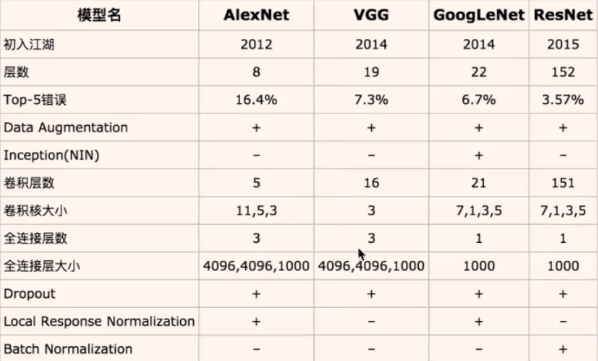 模型名 AlexNet VGG GoogLeNet ResNet
初入江湖 2012 2014 2014 2015
层数 8 19 22 152
Top-5错误 16.4% 7.3% 6.7% 3.57%
Data Augmentation + + + +
Inception(NIN) – – + –
卷积层数 5 16 21 151
卷积核大小 11,5,3 3 7,1,3,5 7,1,3,5
全连接层数 3 3 1 1
全连接层大小 4096,4096,1000 4096,4096,1000 1000 1000
Dropout + + + +
Local Response Normalization + – + –
Batch Normalization – – – +